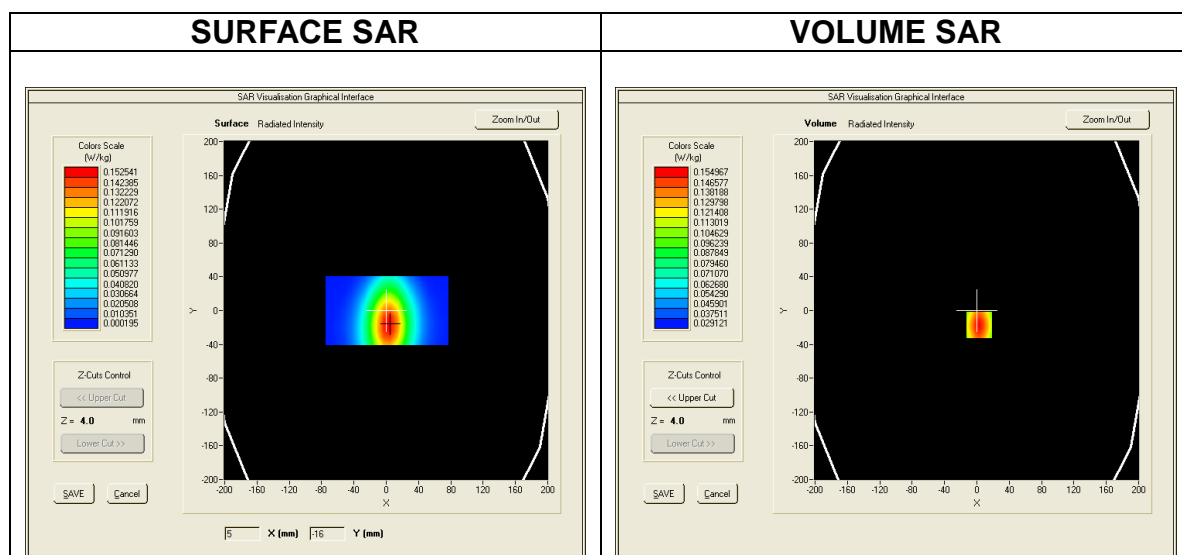 SURFACE SAR
VOLUME SAR
SAR Visualisation Graphical Interface
Surface Radiated Intensity
Zoom In/Out
Colors Scale
(W/kg)
0.152541
0.142385
0.132229
0.122072
0.111916
0.101759
0.091603
0.081446
0.071290
0.061133
0.050977
0.040820
0.030664
0.020508
0.010351
0.000195
200
160
120
80
40
0
-40
-80
-120
-160
-200
Y
-200 -160 -120 -80 -40 0 40 80 120 160 200
X
Z-Cuts Control
<< Upper Cut
Z = 4.0 mm
Lower Cut >>
SAVE Cancel
5 X (mm) -16 Y (mm)
SAR Visualisation Graphical Interface
Volume Radiated Intensity
Zoom In/Out
Colors Scale
(W/kg)
0.154967
0.146577
0.138188
0.129798
0.121408
0.113019
0.104629
0.096239
0.087849
0.079460
0.071070
0.062680
0.054290
0.045901
0.037511
0.029121
200
160
120
80
40
0
-40
-80
-120
-160
-200
Y
-200 -160 -120 -80 -40 0 40 80 120 160 200
X
Z-Cuts Control
<< Upper Cut
Z = 4.0 mm
Lower Cut >>
SAVE Cancel